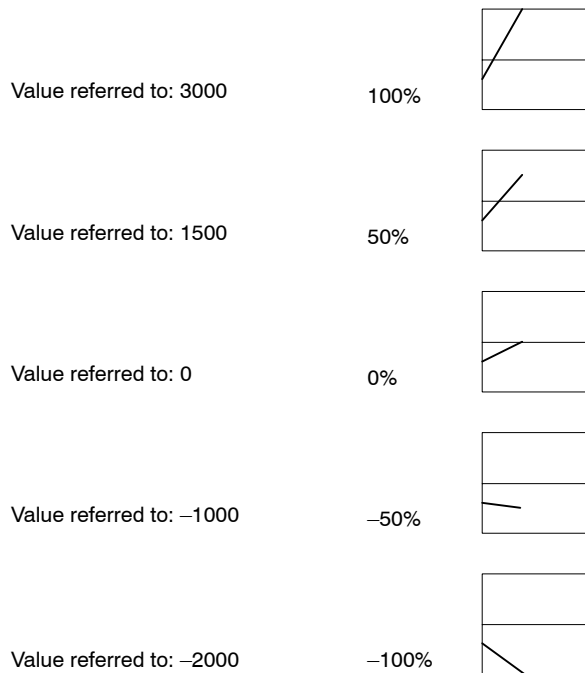 Value referred to: 3000 100%
Value referred to: 1500 50%
Value referred to: 0 0%
Value referred to: –1000 –50%
Value referred to: –2000 –100%